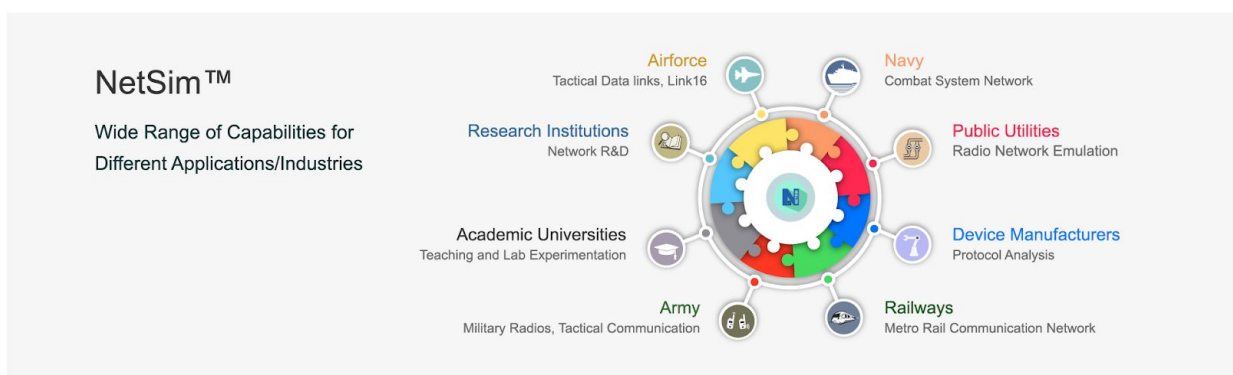 NetSim™
Wide Range of Capabilities for
Different Applications/Industries
Airforce
Tactical Data links, Link16
Navy
Combat System Network
Research Institutions
Network R&D
Public Utilities
Radio Network Emulation
Academic Universities
Teaching and Lab Experimentation
Device Manufacturers
Protocol Analysis
Army
Military Radios, Tactical Communication
Railways
Metro Rail Communication Network